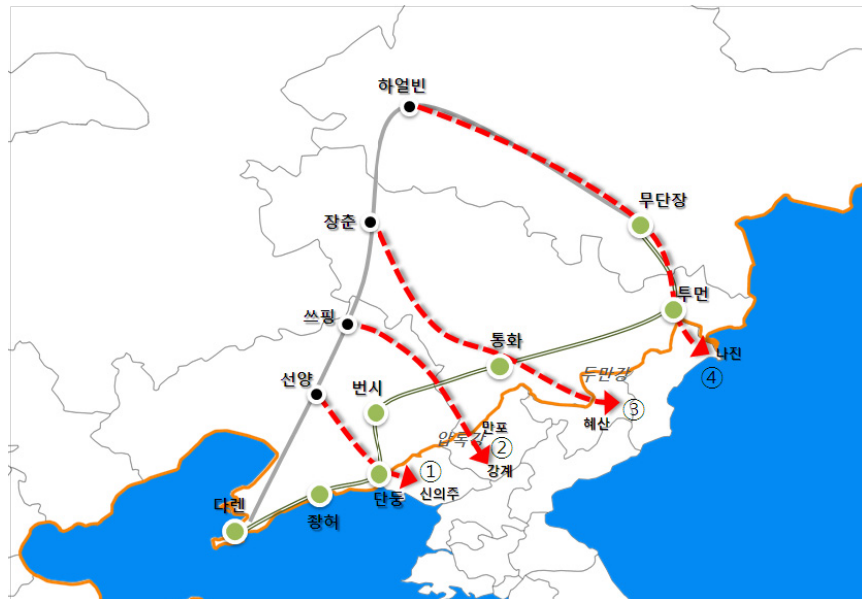 하얼빈
무단장
장춘
투먼
쓰핑
나진
④
통화
두만강
선양
번시
③
혜산
만포
압록강
②
①
강계
신의주
단둥
좡허
다롄